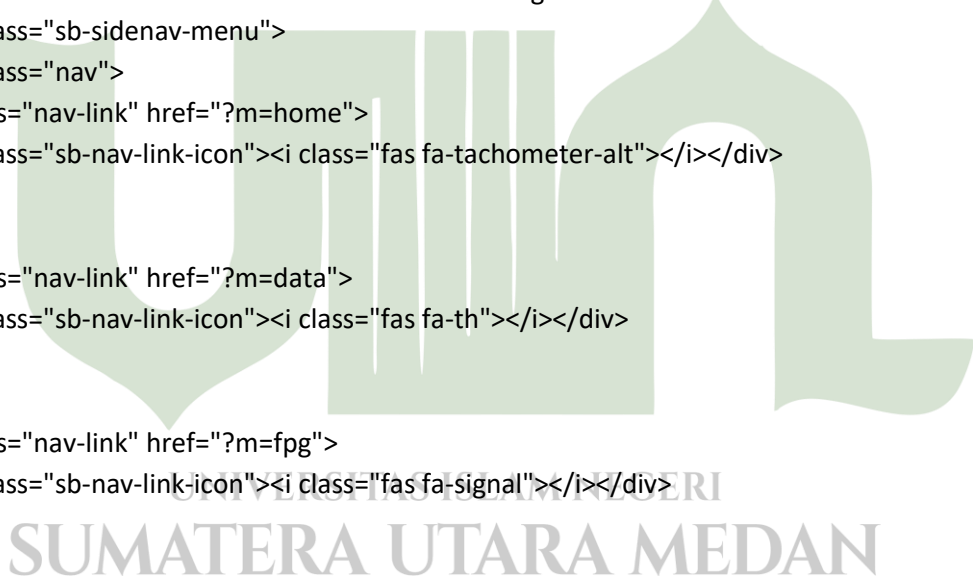 ass="sb-sidenav-menu">
ass="nav">
s="nav-link" href="?m=home">
ass="sb-nav-link-icon"><i class="fas fa-tachometer-alt"></i></div>
s="nav-link" href="?m=data">
ass="sb-nav-link-icon"><i class="fas fa-th"></i></div>
s="nav-link" href="?m=fpg">
ass="sb-nav-link-icon"><i class="fas fa-signal"></i></div>
UNIVERSITAS ISLAM NEGERI
SUMATERA UTARA MEDAN